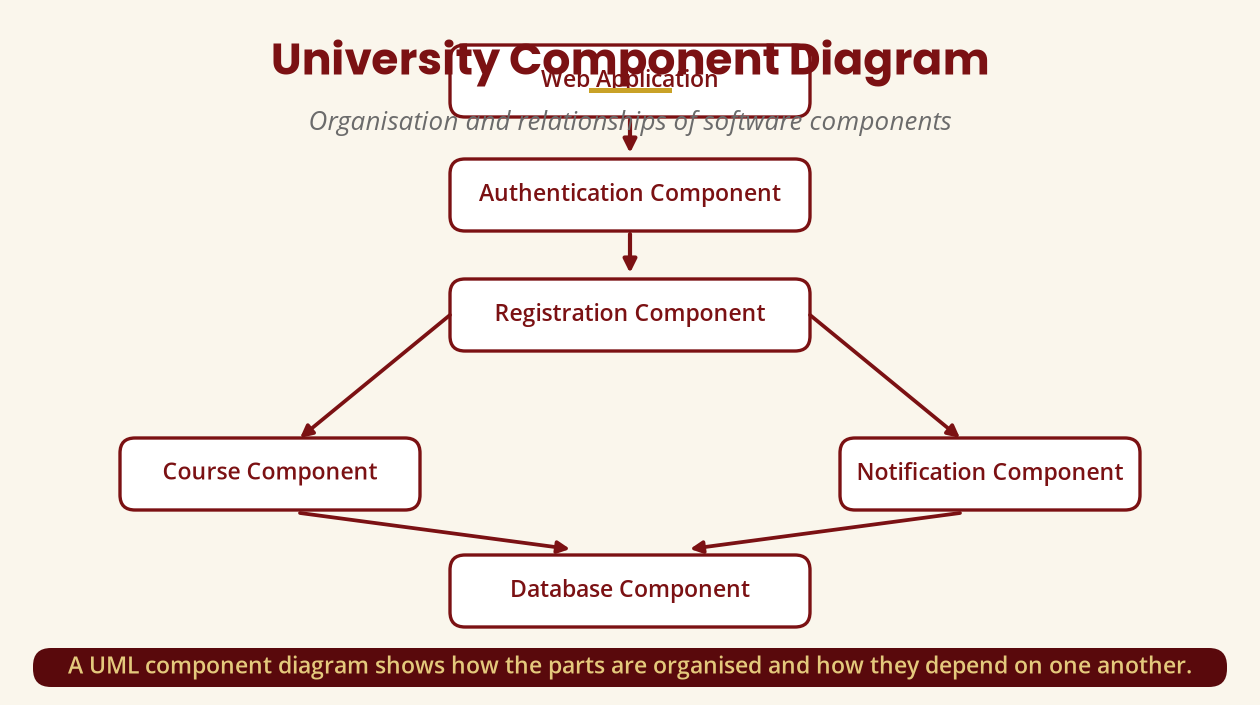 University Component Diagram
Web Application
Organisation and relationships of software components
Authentication Component
Registration Component
Course Component
Notification Component
Database Component
A UML component diagram shows how the parts are organised and how they depend on one another.